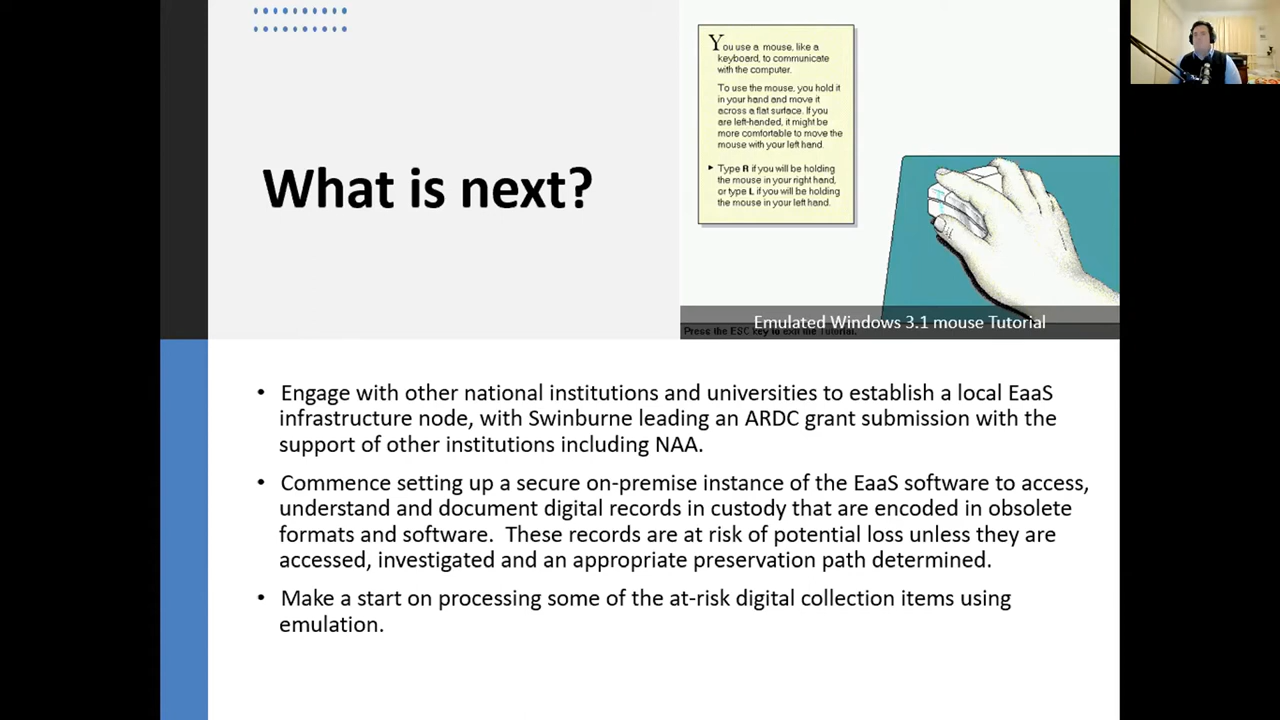 What is next?
You use a mouse, like a
keyboard, to communicate
with the computer.
To use the mouse, you hold it
in your hand and move it
across a flat surface. If you
are left-handed, it might be
more comfortable to move the
mouse with your left hand.
Type R if you will be holding
the mouse in your right hand,
or type L if you will be holding
the mouse in your left hand.
Emulated Windows 3.1 mouse Tutorial
Press the ESC key to exit the Tutorial.
• Engage with other national institutions and universities to establish a local EaaS
infrastructure node, with Swinburne leading an ARDC grant submission with the
support of other institutions including NAA.
• Commence setting up a secure on-premise instance of the EaaS software to access,
understand and document digital records in custody that are encoded in obsolete
formats and software.  These records are at risk of potential loss unless they are
accessed, investigated and an appropriate preservation path determined.
• Make a start on processing some of the at-risk digital collection items using
emulation.